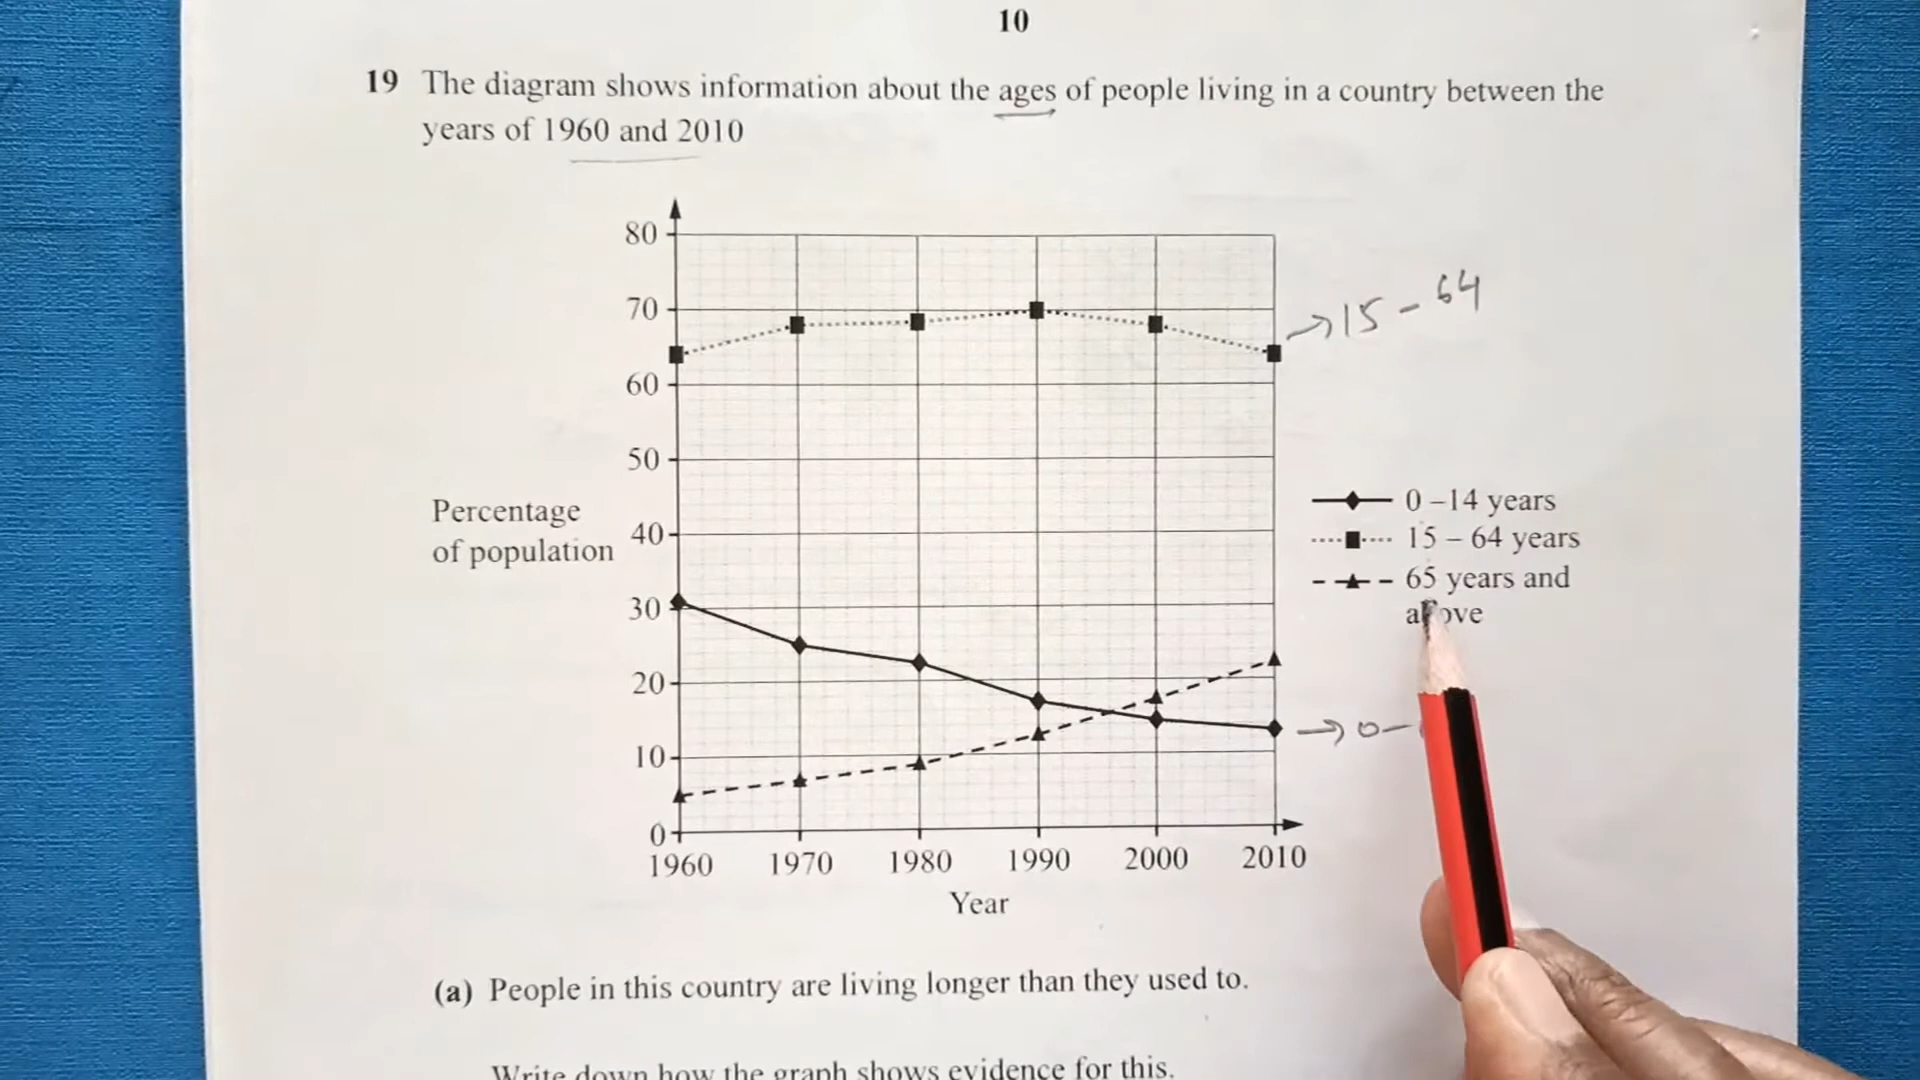 10
19 The diagram shows information about the ages of people living in a country between the
years of 1960 and 2010
80
70
60
50
40
30
20
10
0
Percentage
of population
15 - 64
0 –14 years
15 – 64 years
65 years and
above
0 –
1960 1970 1980 1990 2000 2010
Year
(a) People in this country are living longer than they used to.
Write down how the graph shows evidence for this.